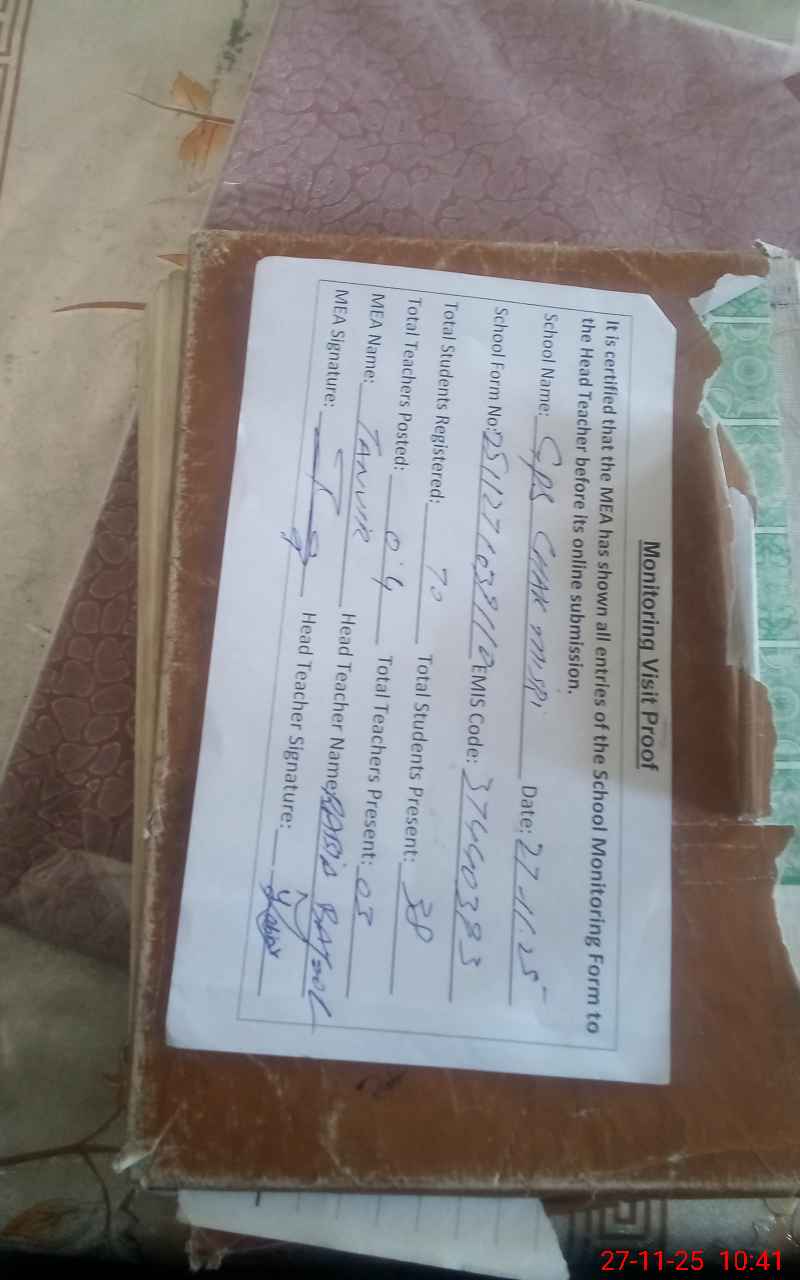 Monitoring Visit Proof
It is certified that the MEA has shown all entries of the School Monitoring Form to
the Head Teacher before its online submission.
School Name: GPS CHAK MISRI Date: 27-11-25
School Form No: EMIS Code: 37440383
Total Students Registered: 70 Total Students Present: 38
Total Teachers Posted: 04 Total Teachers Present: 03
MEA Name: TANVIR Head Teacher Name: RABIA
MEA Signature: Head Teacher Signature:
27-11-25 10:41